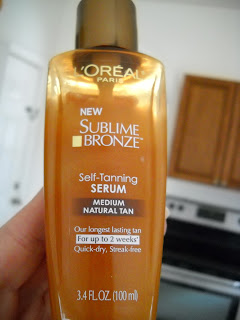 L'ORÉAL
PARIS
NEW
SUBLIME
BRONZE™
Self-Tanning
SERUM
MEDIUM
NATURAL TAN
Our longest lasting tan
For up to 2 weeks*
Quick-dry, Streak-free
3.4 FL.OZ. (100 ml)